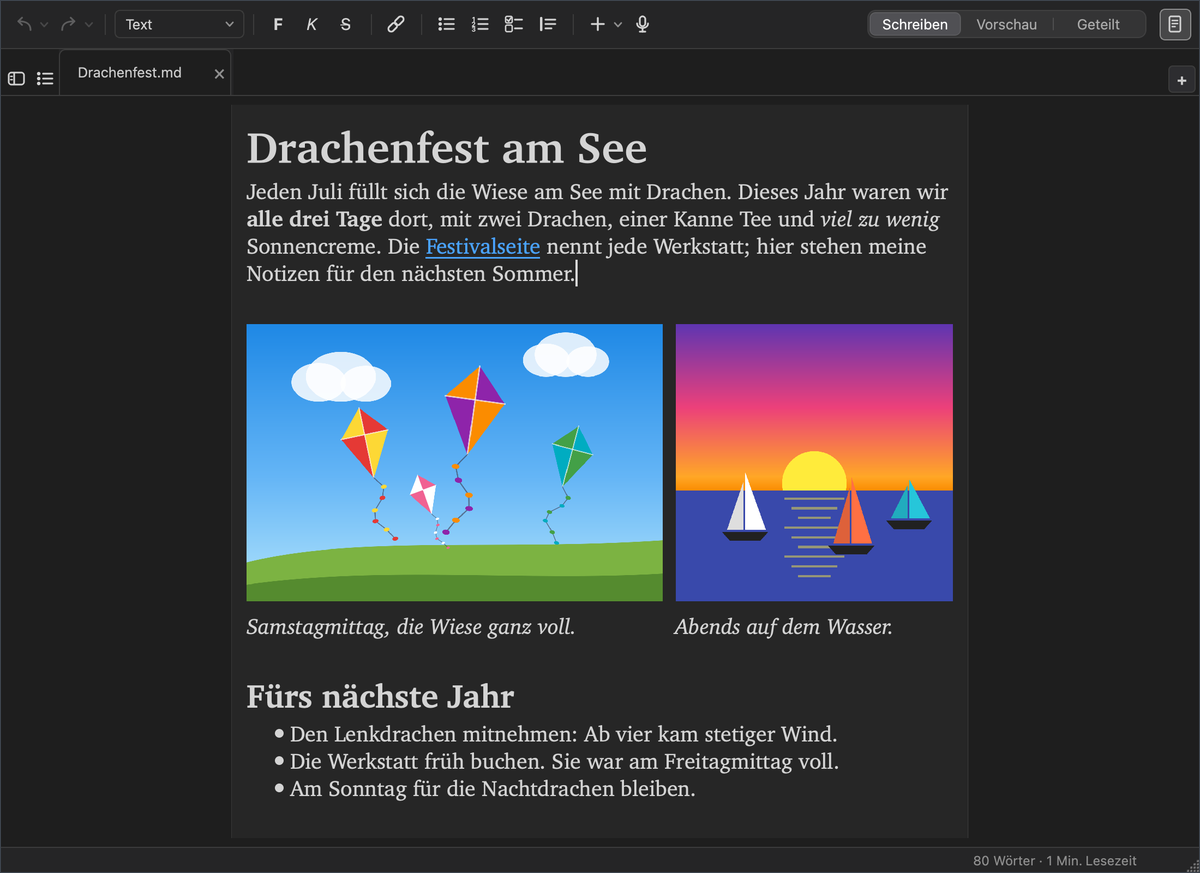 Text
F K S
Schreiben Vorschau Geteilt
Drachenfest.md
Drachenfest am See
Jeden Juli füllt sich die Wiese am See mit Drachen. Dieses Jahr waren wir
alle drei Tage dort, mit zwei Drachen, einer Kanne Tee und viel zu wenig
Sonnencreme. Die Festivalseite nennt jede Werkstatt; hier stehen meine
Notizen für den nächsten Sommer.
Samstagmittag, die Wiese ganz voll.
Abends auf dem Wasser.
Fürs nächste Jahr
• Den Lenkdrachen mitnehmen: Ab vier kam stetiger Wind.
• Die Werkstatt früh buchen. Sie war am Freitagmittag voll.
• Am Sonntag für die Nachtdrachen bleiben.
80 Wörter · 1 Min. Lesezeit